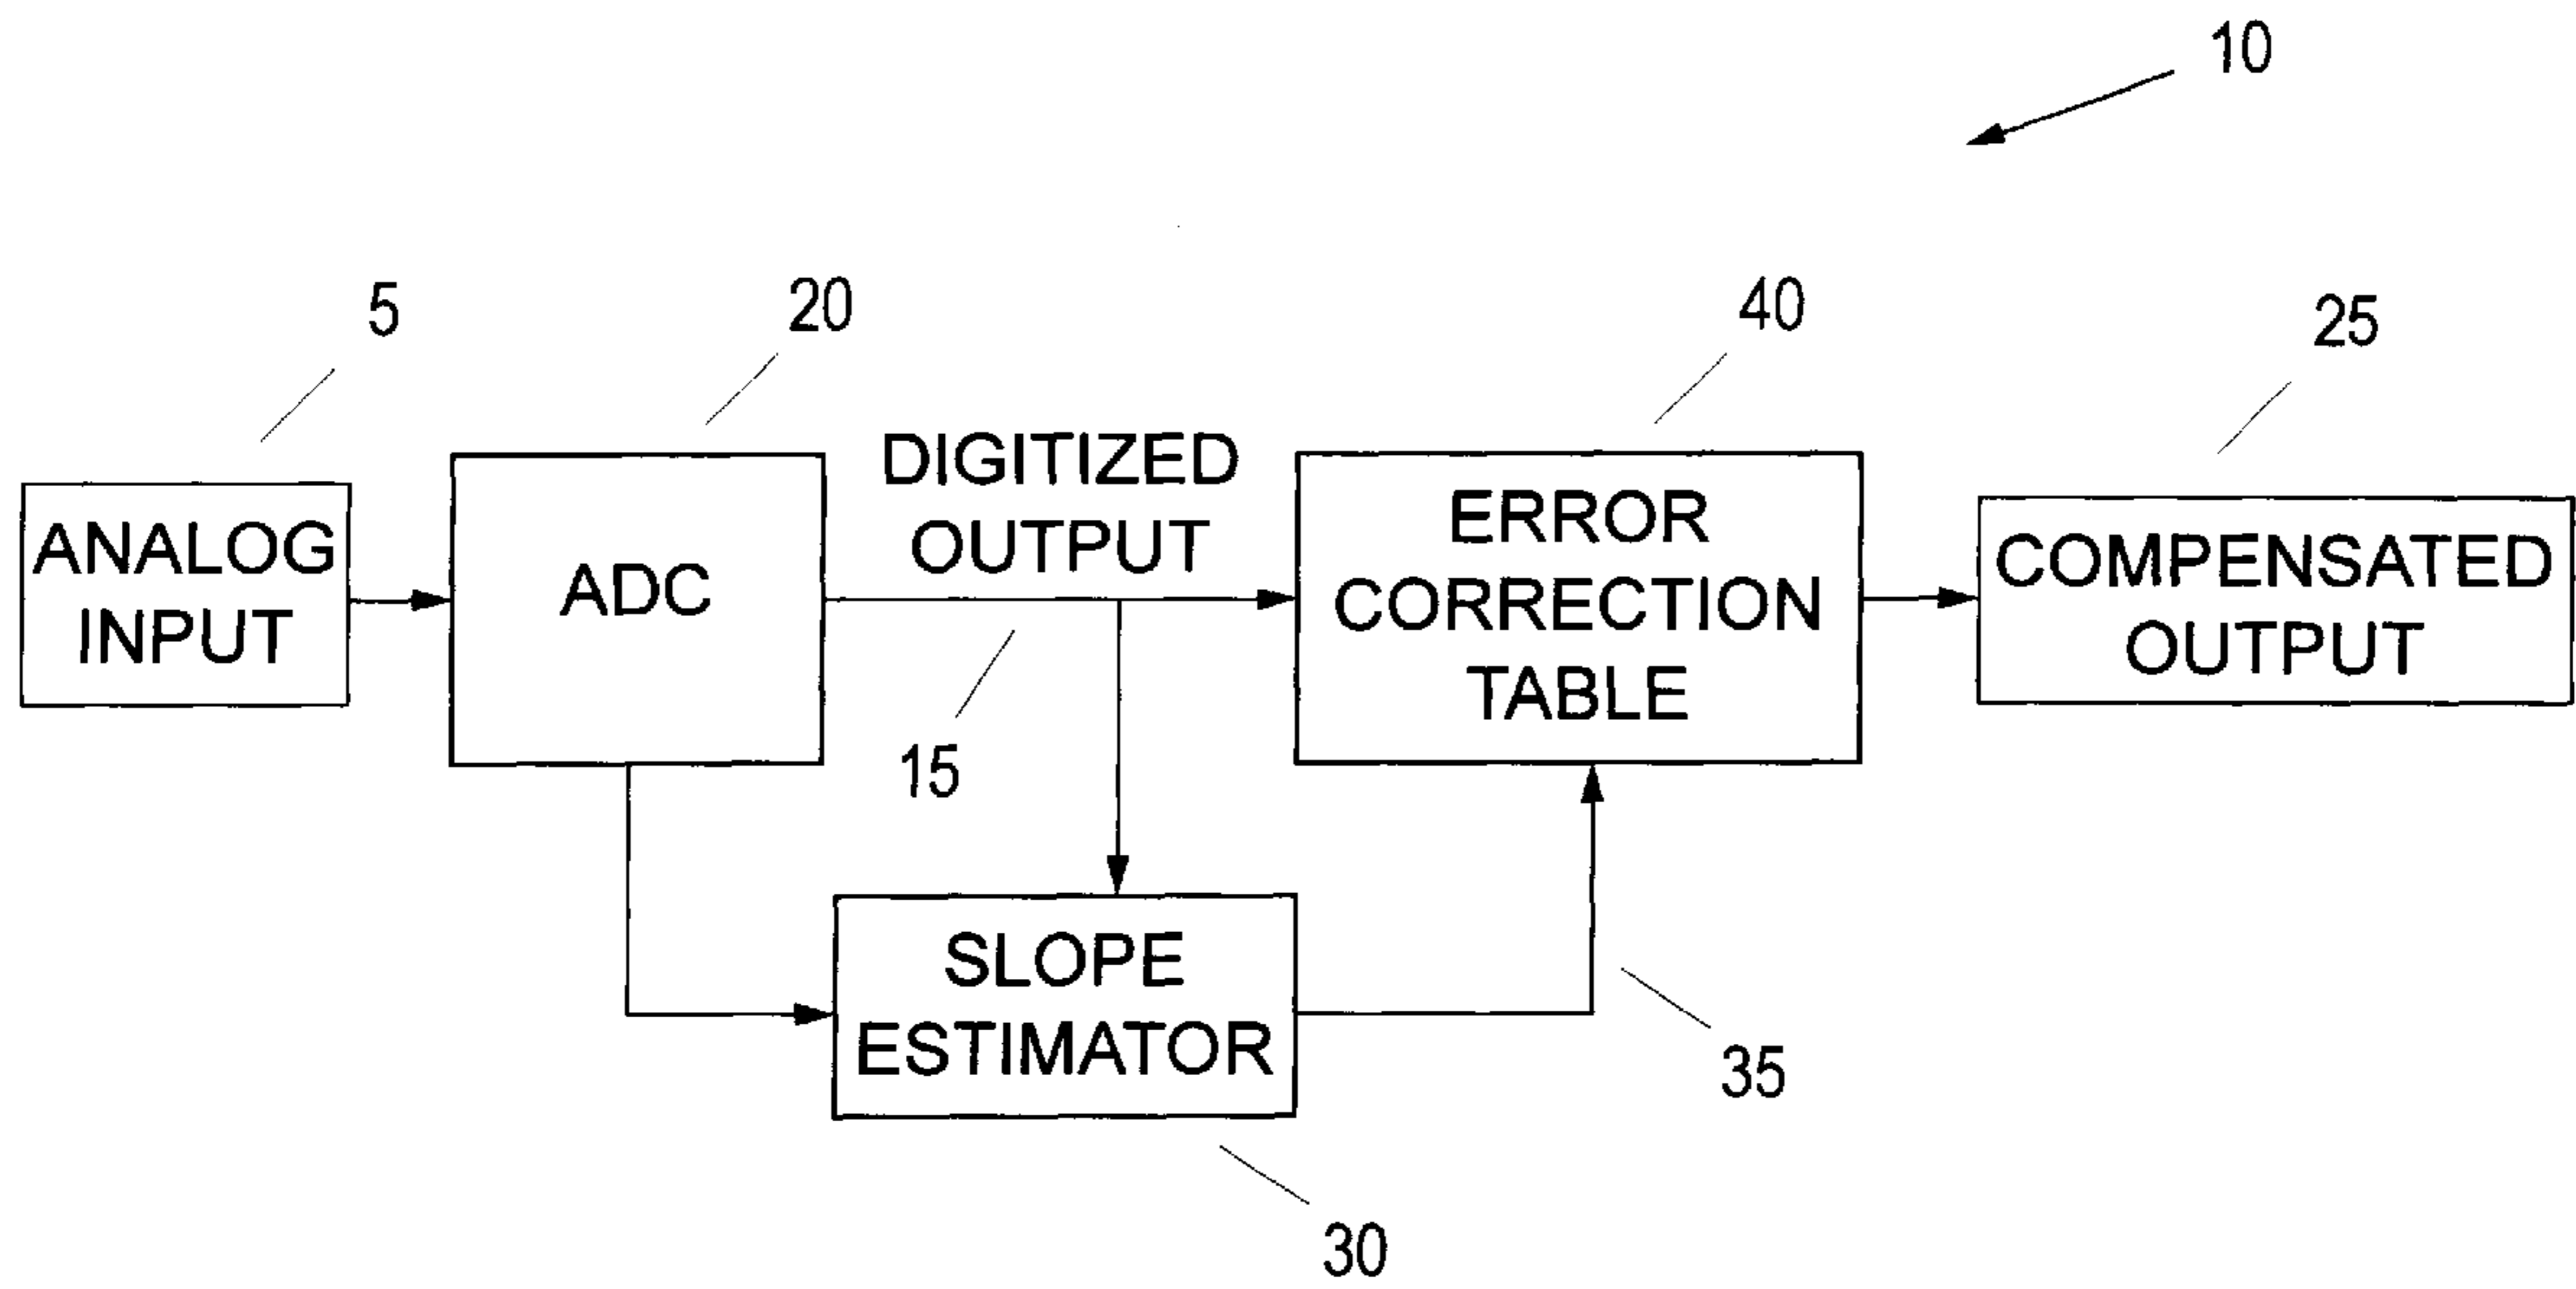 10
5
20
40
25
ANALOG
INPUT
ADC
DIGITIZED
OUTPUT
15
ERROR
CORRECTION
TABLE
COMPENSATED
OUTPUT
SLOPE
ESTIMATOR
35
30